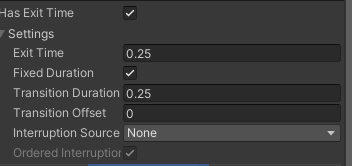 Has Exit Time
Settings
Exit Time 0.25
Fixed Duration
Transition Duration 0.25
Transition Offset 0
Interruption Source None
Ordered Interruption